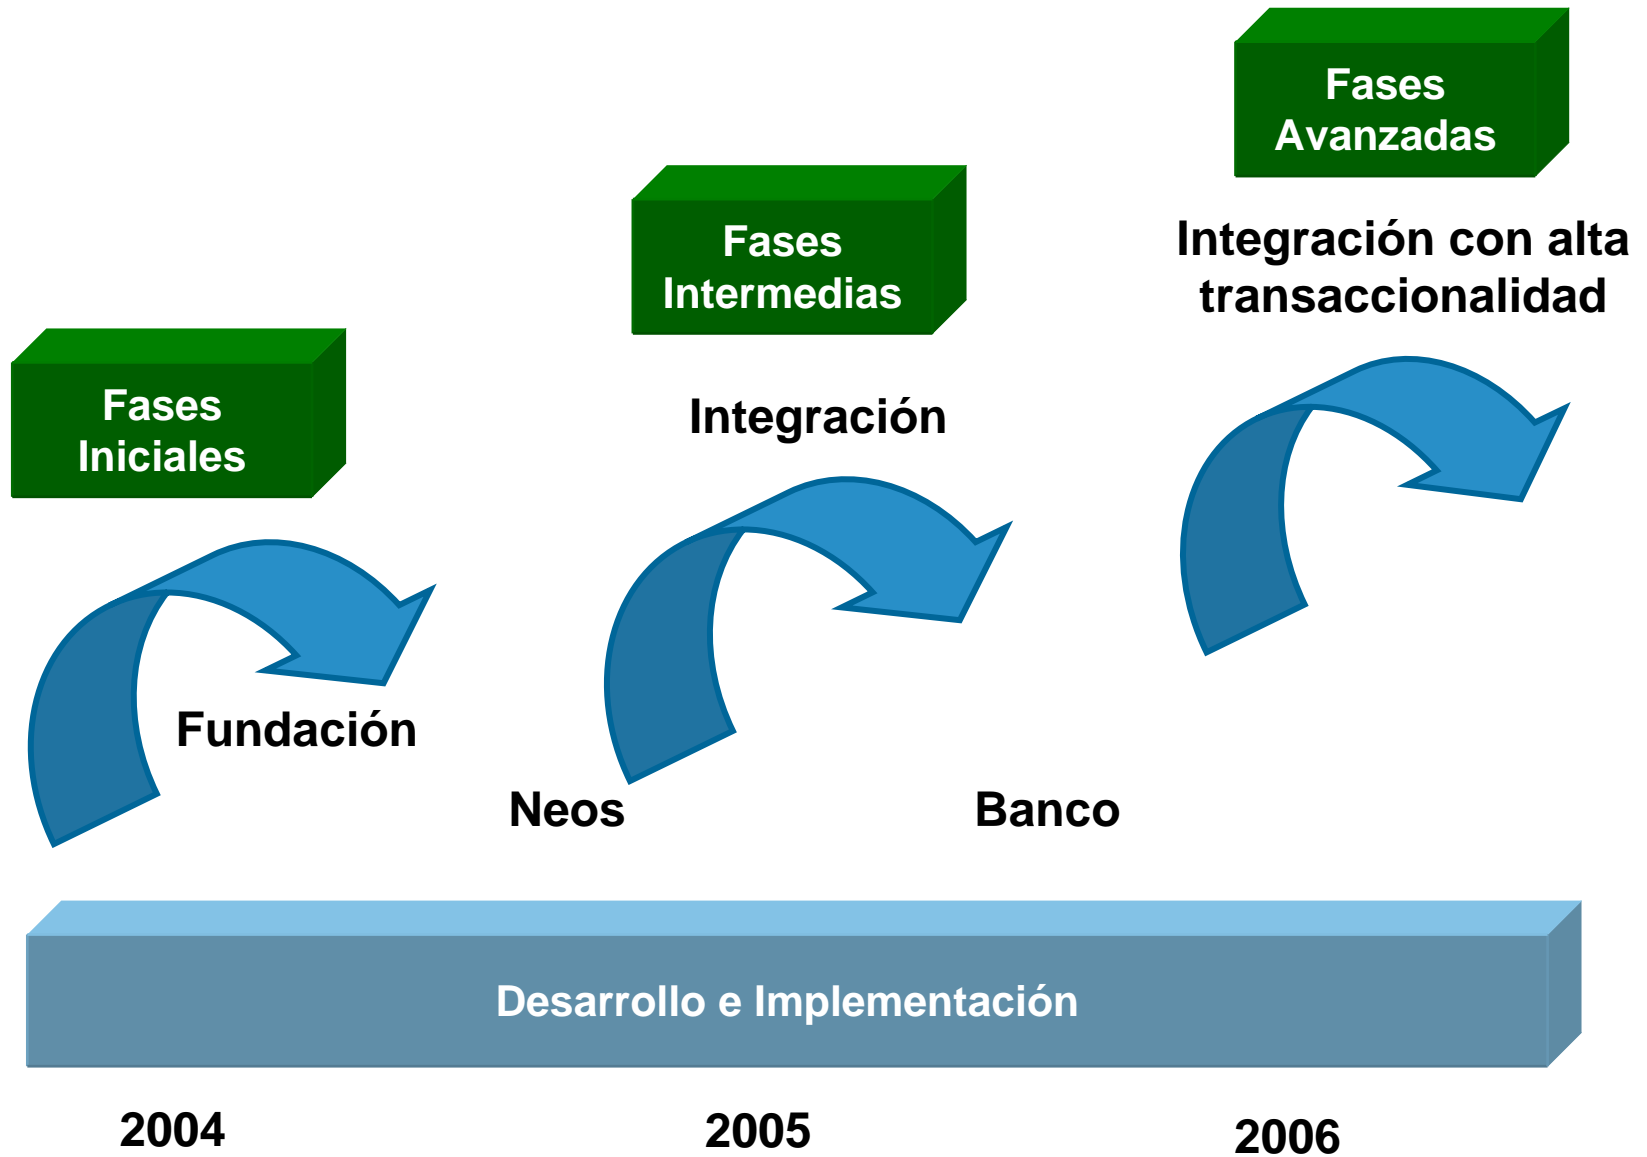 Fases
Avanzadas
Integración con alta
transaccionalidad
Fases
Intermedias
Integración
Fases
Iniciales
Fundación
Neos
Banco
Desarrollo e Implementación
2004
2005
2006